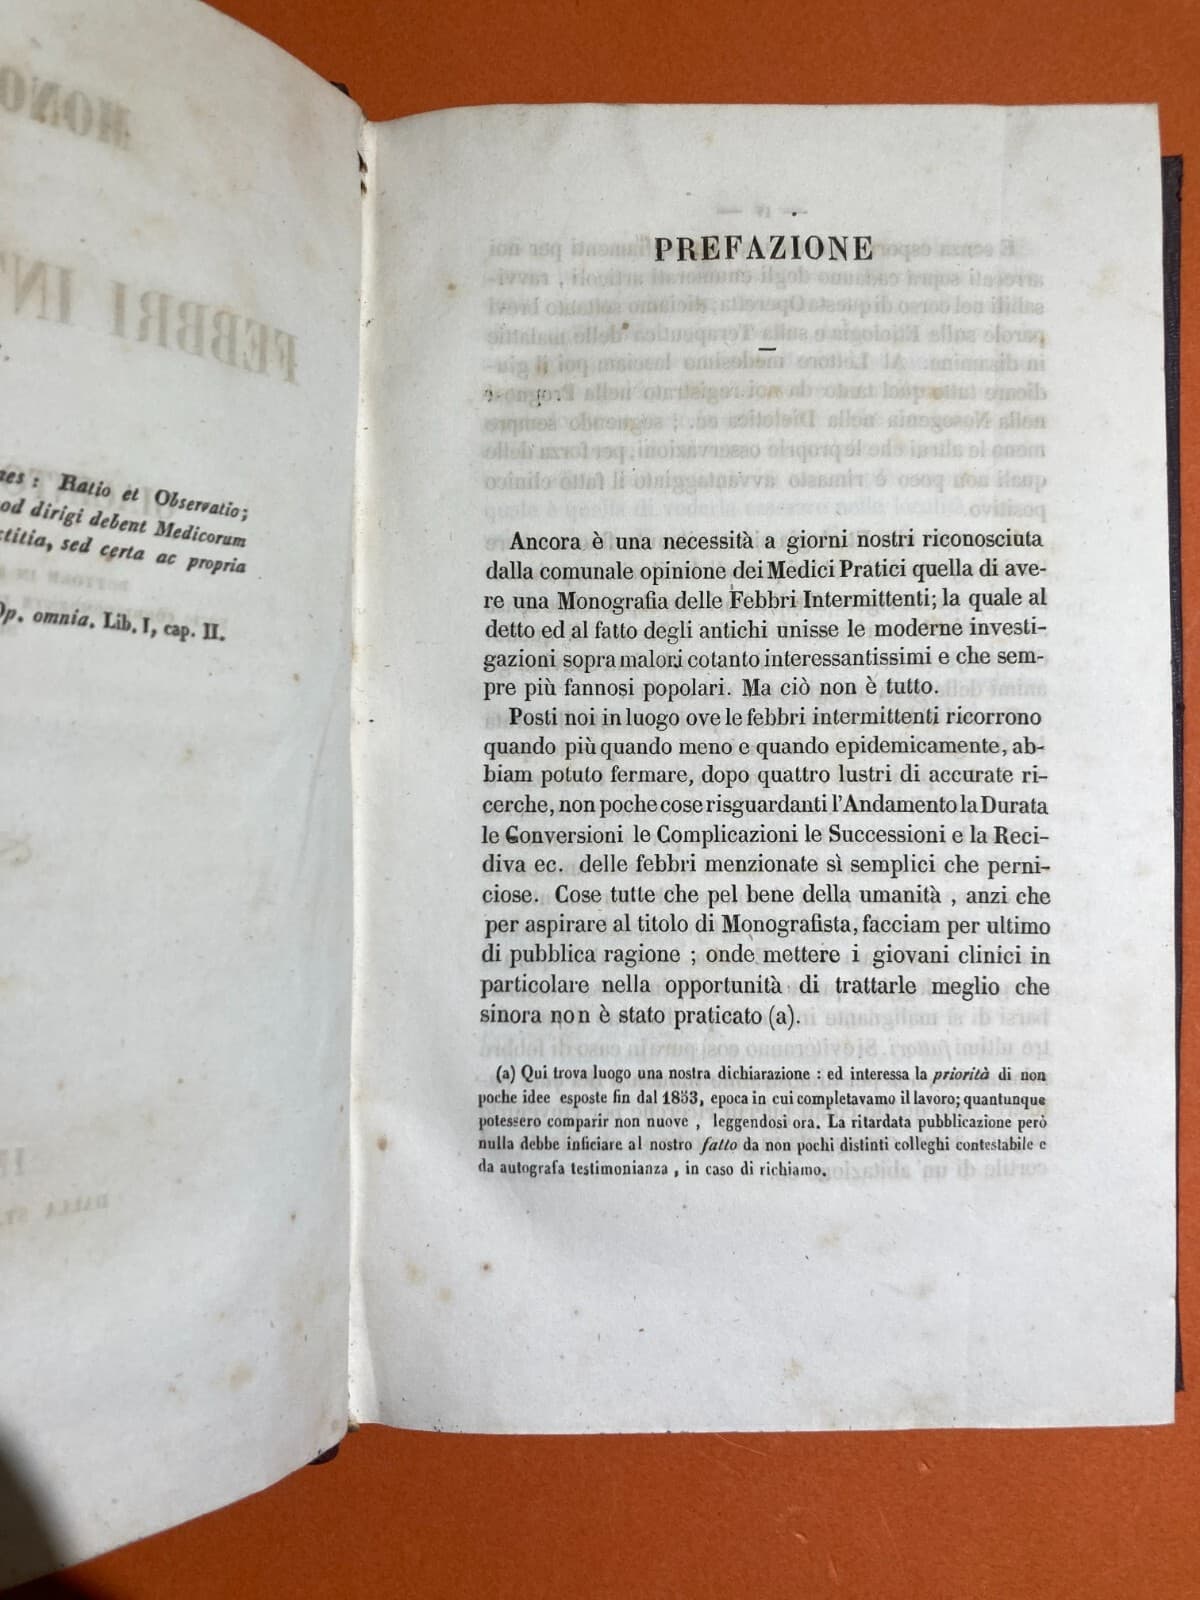 nes: Ratio et Observatio;
od dirigi debent Medicorum
ctitia, sed certa ac propria
Op. omnia. Lib. I, cap. II.
PREFAZIONE
Ancora è una necessità a giorni nostri riconosciuta
dalla comunale opinione dei Medici Pratici quella di ave-
re una Monografia delle Febbri Intermittenti; la quale al
detto ed al fatto degli antichi unisse le moderne investi-
gazioni sopra malori cotanto interessantissimi e che sem-
pre più fannosi popolari. Ma ciò non è tutto.
Posti noi in luogo ove le febbri intermittenti ricorrono
quando più quando meno e quando epidemicamente, ab-
biam potuto fermare, dopo quattro lustri di accurate ri-
cerche, non poche cose risguardanti l'Andamento la Durata
le Conversioni le Complicazioni le Successioni e la Reci-
diva ec. delle febbri menzionate sì semplici che perni-
ciose. Cose tutte che pel bene della umanità , anzi che
per aspirare al titolo di Monografista, facciam per ultimo
di pubblica ragione ; onde mettere i giovani clinici in
particolare nella opportunità di trattarle meglio che
sinora non è stato praticato (a).
(a) Qui trova luogo una nostra dichiarazione : ed interessa la priorità di non
poche idee esposte fin dal 1853, epoca in cui completavamo il lavoro; quantunque
potessero comparir non nuove , leggendosi ora. La ritardata pubblicazione però
nulla debbe inficiare al nostro fatto da non pochi distinti colleghi contestabile e
da autografa testimonianza , in caso di richiamo.